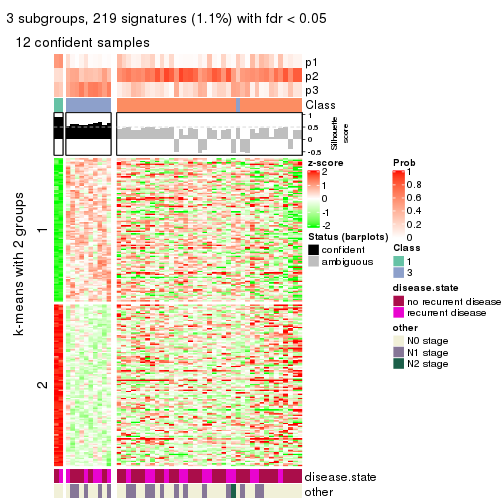 3 subgroups, 219 signatures (1.1%) with fdr < 0.05
12 confident samples
p1
p2
p3
Class
1
0.5
0
-0.5
Silhouette
score
k-means with 2 groups
1
2
z-score
2
1
0
-1
-2
Status (barplots)
confident
ambiguous
Prob
1
0.8
0.6
0.4
0.2
0
Class
1
3
disease.state
no recurrent disease
recurrent disease
other
N0 stage
N1 stage
N2 stage
disease.state
other